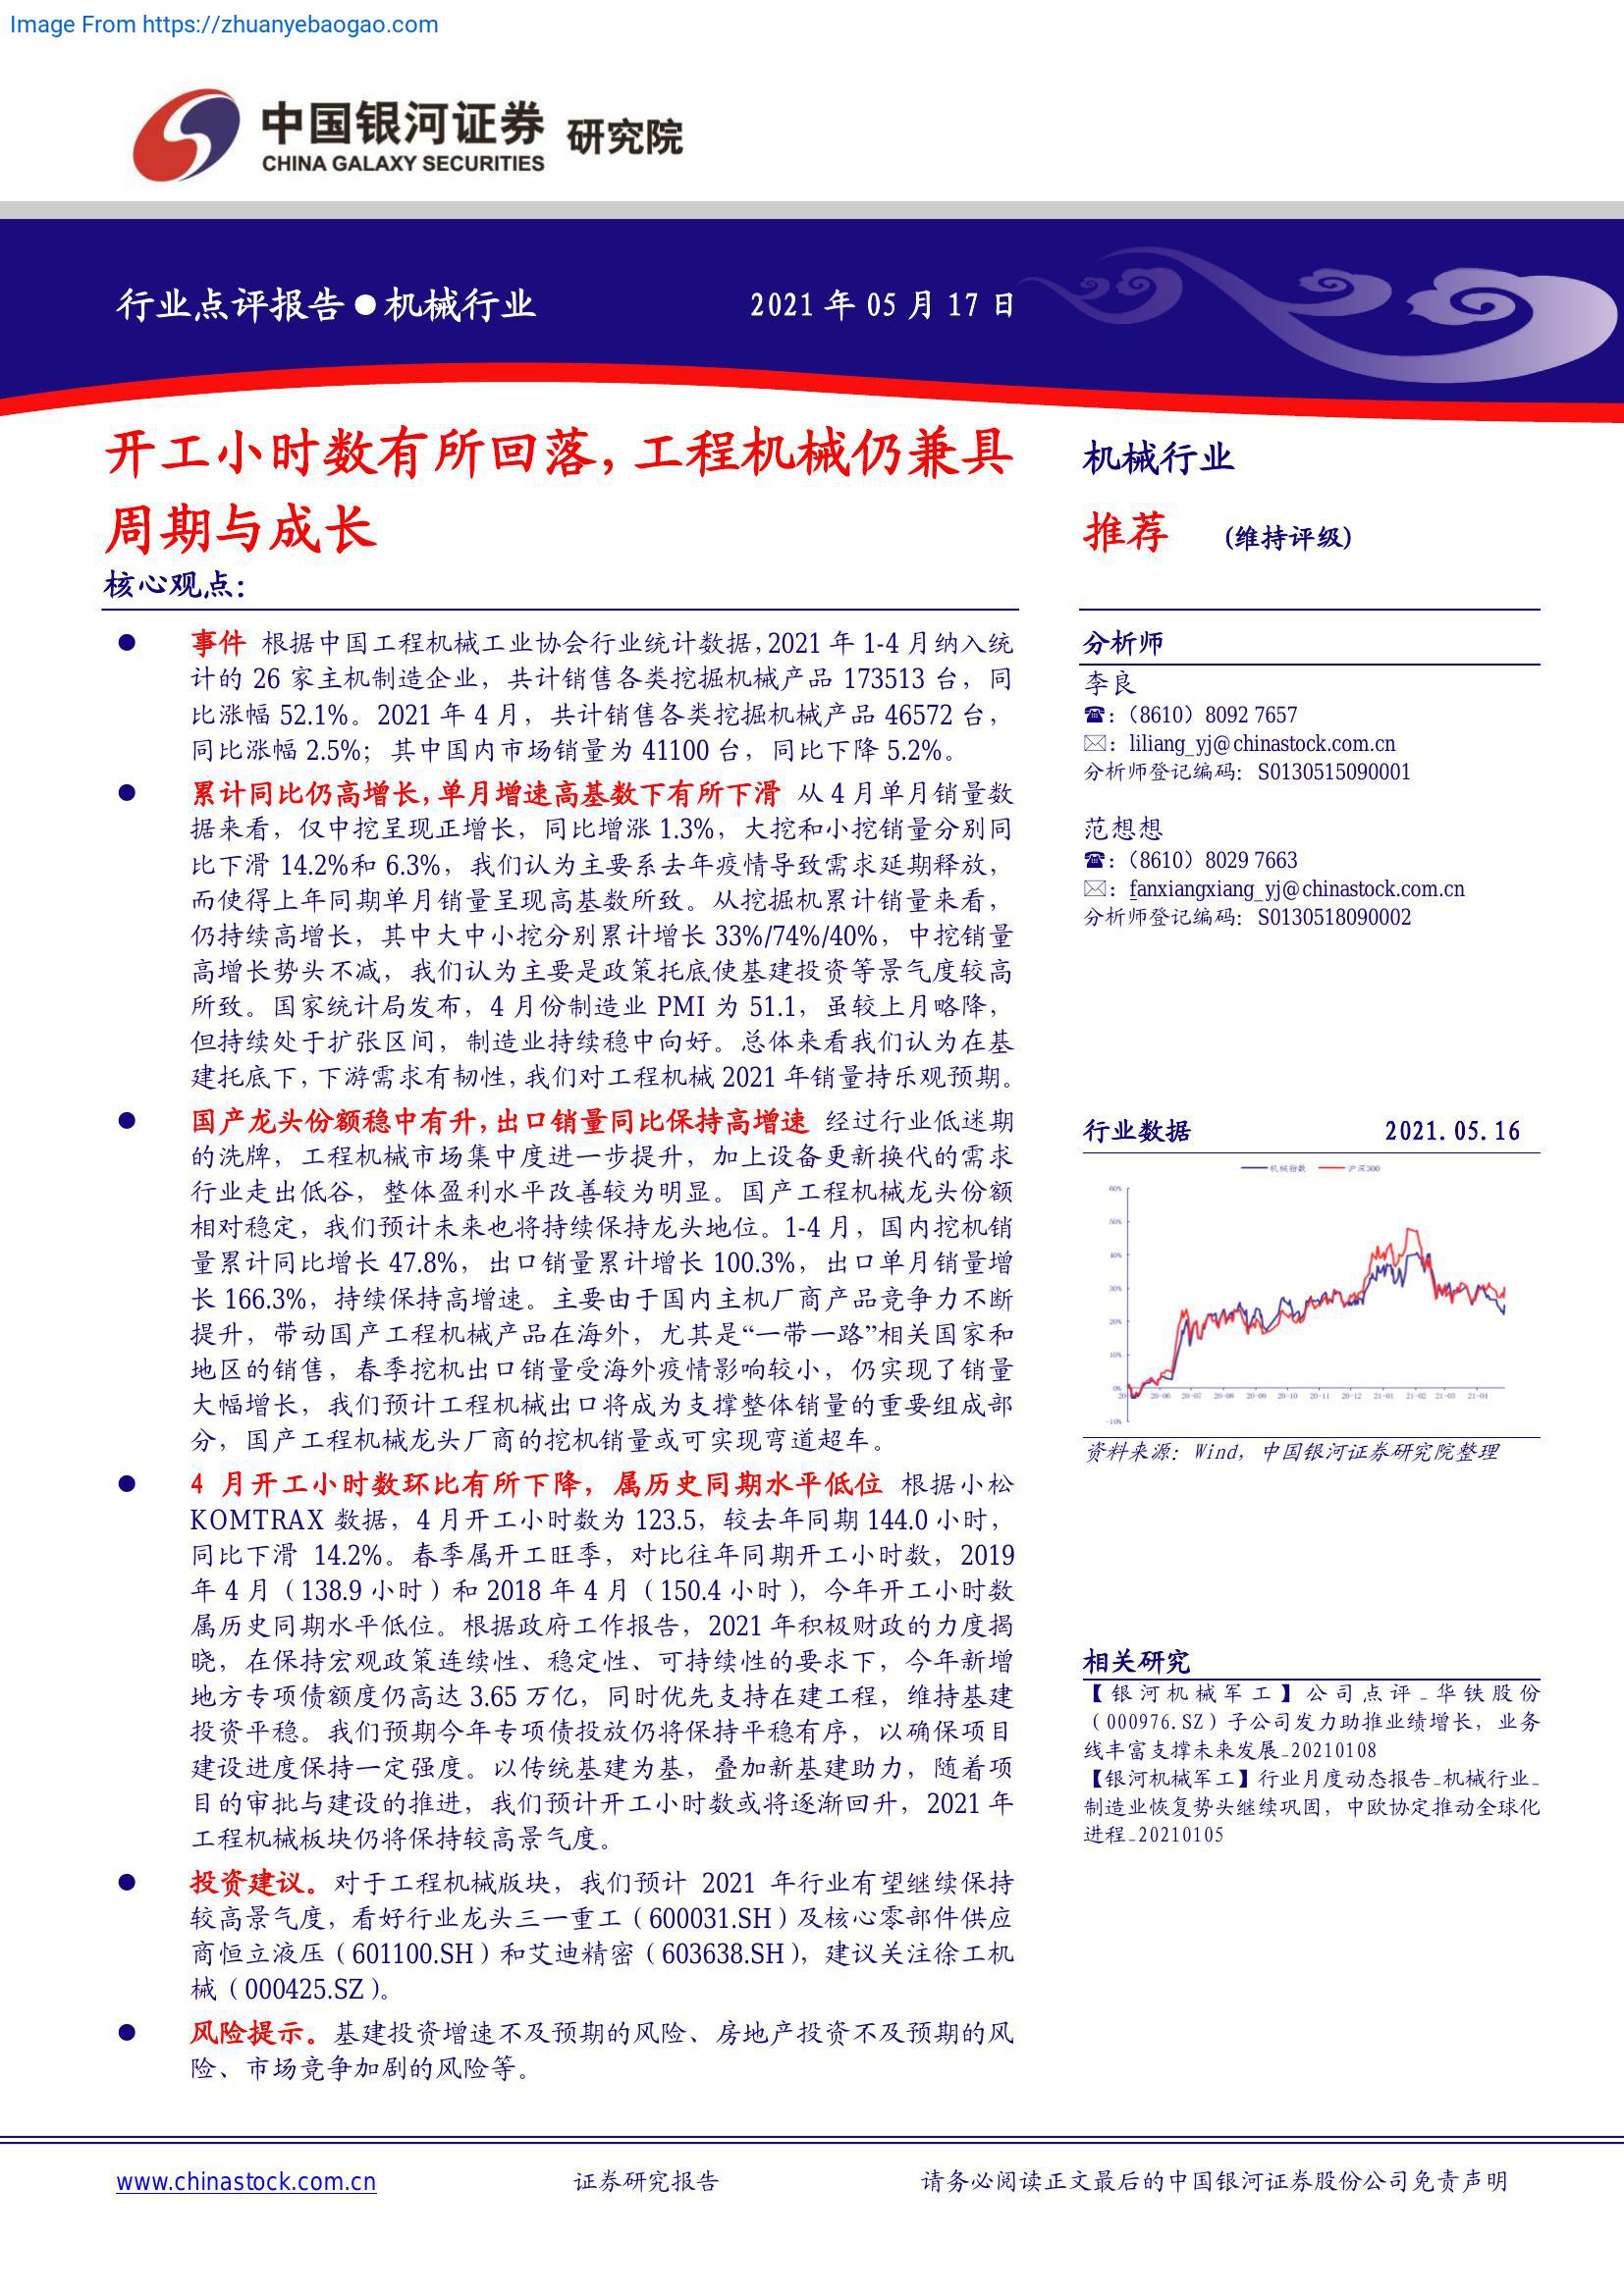 Image From https://zhuanyebaogao.com
中国银河证券 研究院
CHINA GALAXY SECURITIES
行业点评报告●机械行业
2021 年 05 月 17 日
开工小时数有所回落，工程机械仍兼具
周期与成长
核心观点：
● 事件 根据中国工程机械工业协会行业统计数据，2021 年 1-4 月纳入统
计的 26 家主机制造企业，共计销售各类挖掘机械产品 173513 台，同
比涨幅 52.1%。2021 年 4 月，共计销售各类挖掘机械产品 46572 台，
同比涨幅 2.5%；其中国内市场销量为 41100 台，同比下降 5.2%。
● 累计同比仍高增长，单月增速高基数下有所下滑 从 4 月单月销量数
据来看，仅中挖呈现正增长，同比增涨 1.3%，大挖和小挖销量分别同
比下滑 14.2%和 6.3%，我们认为主要系去年疫情导致需求延期释放，
而使得上年同期单月销量呈现高基数所致。从挖掘机累计销量来看，
仍持续高增长，其中大中小挖分别累计增长 33%/74%/40%，中挖销量
高增长势头不减，我们认为主要是政策托底使基建投资等景气度较高
所致。国家统计局发布，4 月份制造业 PMI 为 51.1，虽较上月略降，
但持续处于扩张区间，制造业持续稳中向好。总体来看我们认为在基
建托底下，下游需求有韧性，我们对工程机械 2021 年销量持乐观预期。
● 国产龙头份额稳中有升，出口销量同比保持高增速 经过行业低迷期
的洗牌，工程机械市场集中度进一步提升，加上设备更新换代的需求
行业走出低谷，整体盈利水平改善较为明显。国产工程机械龙头份额
相对稳定，我们预计未来也将持续保持龙头地位。1-4 月，国内挖机销
量累计同比增长 47.8%，出口销量累计增长 100.3%，出口单月销量增
长 166.3%，持续保持高增速。主要由于国内主机厂商产品竞争力不断
提升，带动国产工程机械产品在海外，尤其是“一带一路”相关国家和
地区的销售，春季挖机出口销量受海外疫情影响较小，仍实现了销量
大幅增长，我们预计工程机械出口将成为支撑整体销量的重要组成部
分，国产工程机械龙头厂商的挖机销量或可实现弯道超车。
● 4 月开工小时数环比有所下降，属历史同期水平低位 根据小松
KOMTRAX 数据，4 月开工小时数为 123.5，较去年同期 144.0 小时，
同比下滑 14.2%。春季属开工旺季，对比往年同期开工小时数，2019
年 4 月（138.9 小时）和 2018 年 4 月（150.4 小时），今年开工小时数
属历史同期水平低位。根据政府工作报告，2021 年积极财政的力度揭
晓，在保持宏观政策连续性、稳定性、可持续性的要求下，今年新增
地方专项债额度仍高达 3.65 万亿，同时优先支持在建工程，维持基建
投资平稳。我们预期今年专项债投放仍将保持平稳有序，以确保项目
建设进度保持一定强度。以传统基建为基，叠加新基建助力，随着项
目的审批与建设的推进，我们预计开工小时数或将逐渐回升，2021 年
工程机械板块仍将保持较高景气度。
● 投资建议。对于工程机械版块，我们预计 2021 年行业有望继续保持
较高景气度，看好行业龙头三一重工（600031.SH）及核心零部件供应
商恒立液压（601100.SH）和艾迪精密（603638.SH），建议关注徐工机
械（000425.SZ）。
● 风险提示。基建投资增速不及预期的风险、房地产投资不及预期的风
险、市场竞争加剧的风险等。
机械行业
推荐 （维持评级）
分析师
李良
☎：（8610）8092 7657
✉：liliang_yj@chinastock.com.cn
分析师登记编码：S0130515090001
范想想
☎：（8610）8029 7663
✉：fanxiangxiang_yj@chinastock.com.cn
分析师登记编码：S0130518090002
行业数据 2021.05.16
机械指数 沪深300
60%
50%
40%
30%
20%
10%
0%
-10%
20-06 20-07 20-08 20-09 20-10 20-11 20-12 21-01 21-02 21-03 21-04
资料来源：Wind，中国银河证券研究院整理
相关研究
【银河机械军工】公司点评_华铁股份
（000976.SZ）子公司发力助推业绩增长，业务
线丰富支撑未来发展_20210108
【银河机械军工】行业月度动态报告_机械行业_
制造业恢复势头继续巩固，中欧协定推动全球化
进程_20210105
www.chinastock.com.cn 证券研究报告 请务必阅读正文最后的中国银河证券股份公司免责声明